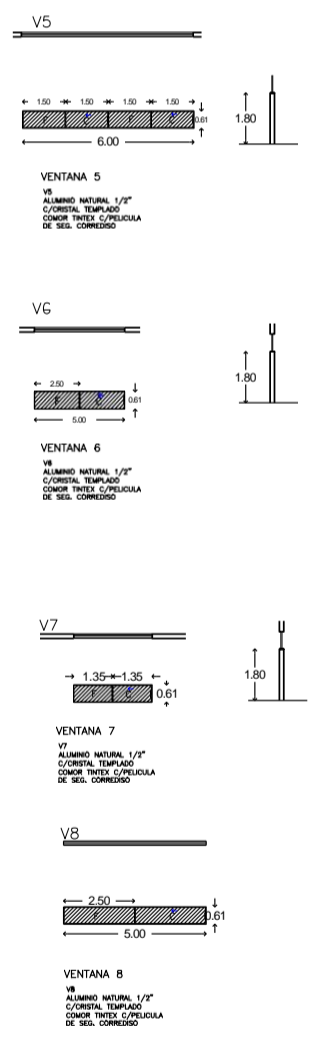 V5
1.50 1.50 1.50 1.50
F C F C
0.61
6.00
1.80
VENTANA 5
V5
ALUMINIO NATURAL 1/2"
C/CRISTAL TEMPLADO
COMOR TINTEX C/PELICULA
DE SEG. CORREDISO
V6
2.50
F C
0.61
5.00
1.80
VENTANA 6
V6
ALUMINIO NATURAL 1/2"
C/CRISTAL TEMPLADO
COMOR TINTEX C/PELICULA
DE SEG. CORREDISO
V7
1.35 1.35
F C
0.61
1.80
VENTANA 7
V7
ALUMINIO NATURAL 1/2"
C/CRISTAL TEMPLADO
COMOR TINTEX C/PELICULA
DE SEG. CORREDISO
V8
2.50
F C
0.61
5.00
VENTANA 8
V8
ALUMINIO NATURAL 1/2"
C/CRISTAL TEMPLADO
COMOR TINTEX C/PELICULA
DE SEG. CORREDISO